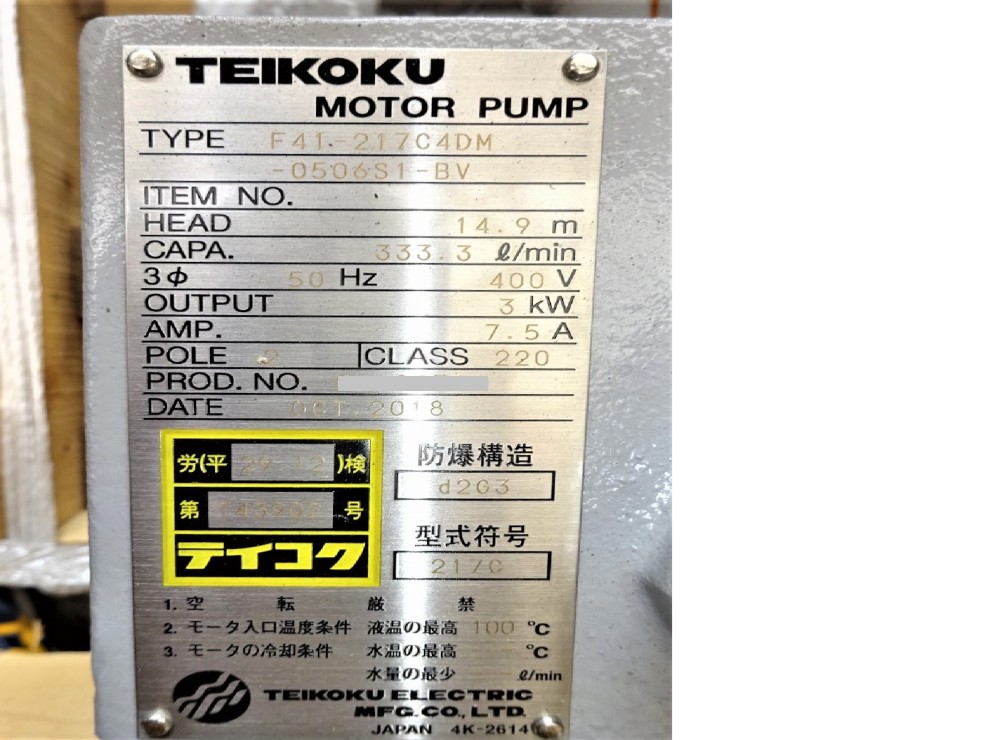 TEIKOKU
MOTOR PUMP
TYPE F41-217C4DM
-0506S1-BV
ITEM NO.
HEAD 14.9 m
CAPA. 333.3 ℓ/min
3φ 50 Hz 400 V
OUTPUT 3 kW
AMP. 7.5 A
POLE 2 CLASS 220
PROD. NO.
DATE OCT.2018
労(平 29-12)検
第 号
テイコク
防爆構造
d2G3
型式符号
217C
1. 空転厳禁
2. モータ入口温度条件 液温の最高 100 ℃
3. モータの冷却条件 水温の最高 ℃
水量の最少 ℓ/min
TEIKOKU ELECTRIC
MFG.CO.,LTD.
JAPAN 4K-2614